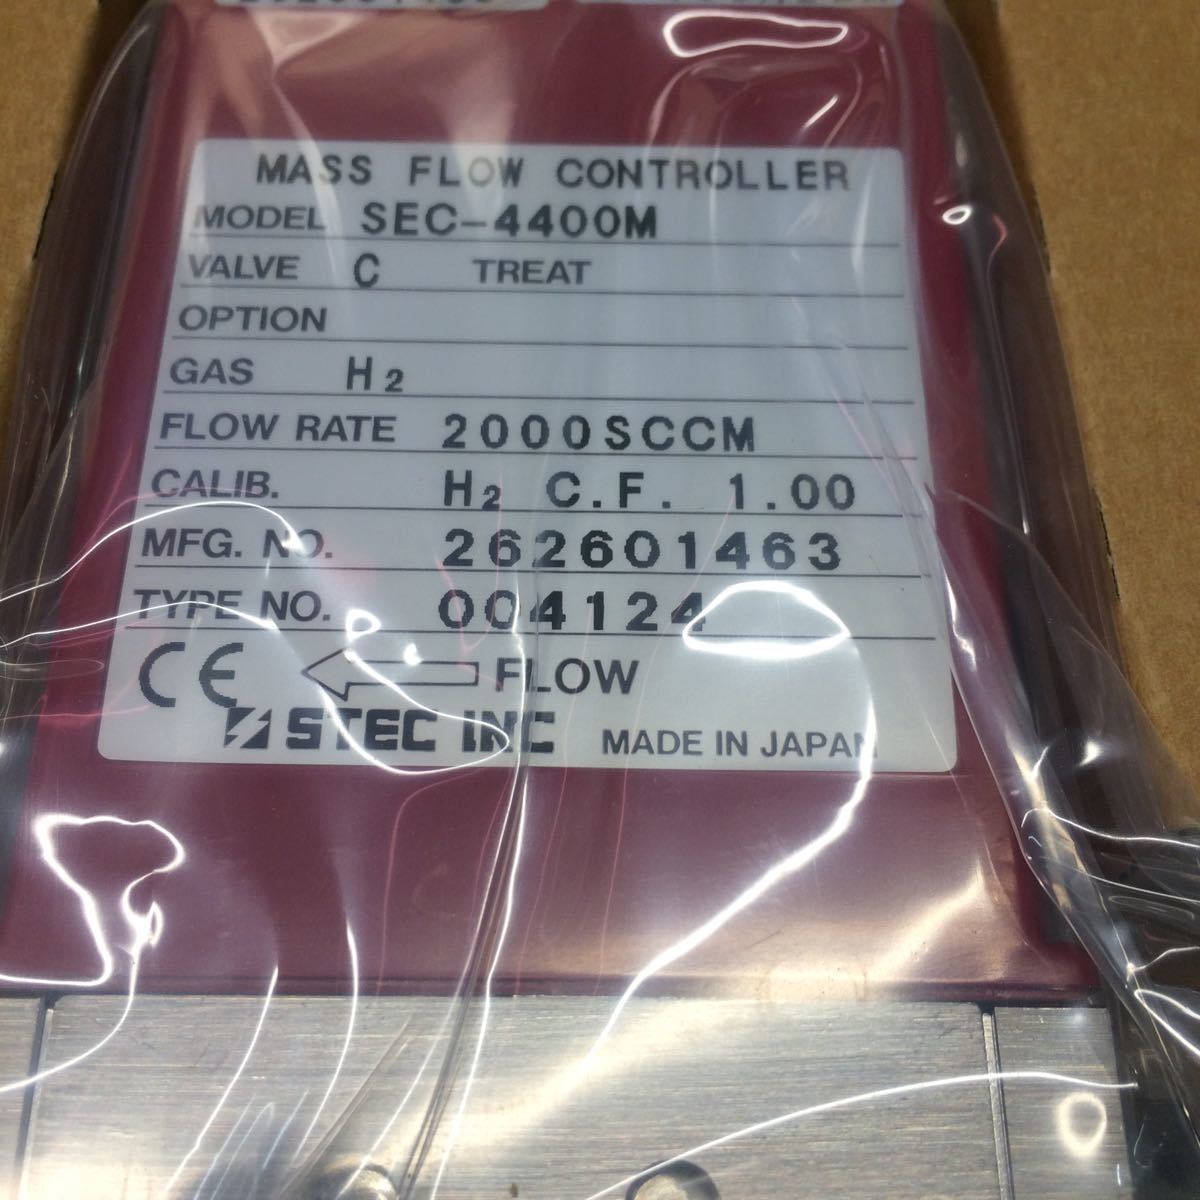 MASS FLOW CONTROLLER
MODEL SEC-4400M
VALVE C TREAT
OPTION
GAS H2
FLOW RATE 2000SCCM
CALIB. H2 C.F. 1.00
MFG. NO. 262601463
TYPE NO. 004124
CE FLOW
STEC INC MADE IN JAPAN